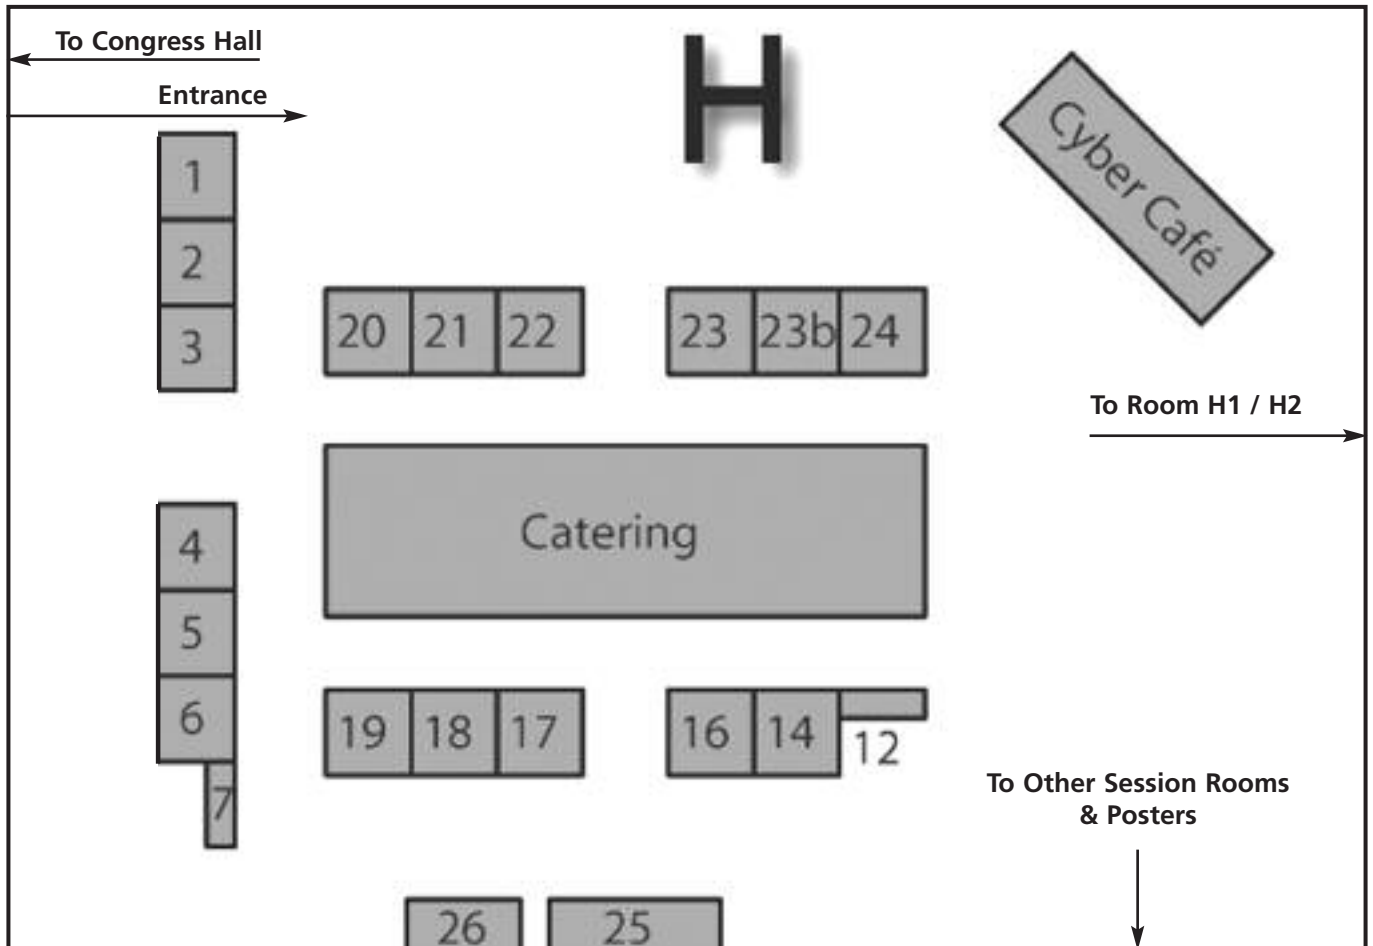 To Congress Hall
Entrance
H
Cyber Café
1
2
3
20 21 22 23 23b 24
To Room H1 / H2
Catering
4
5
6
7
19 18 17 16 14 12
To Other Session Rooms
& Posters
26 25